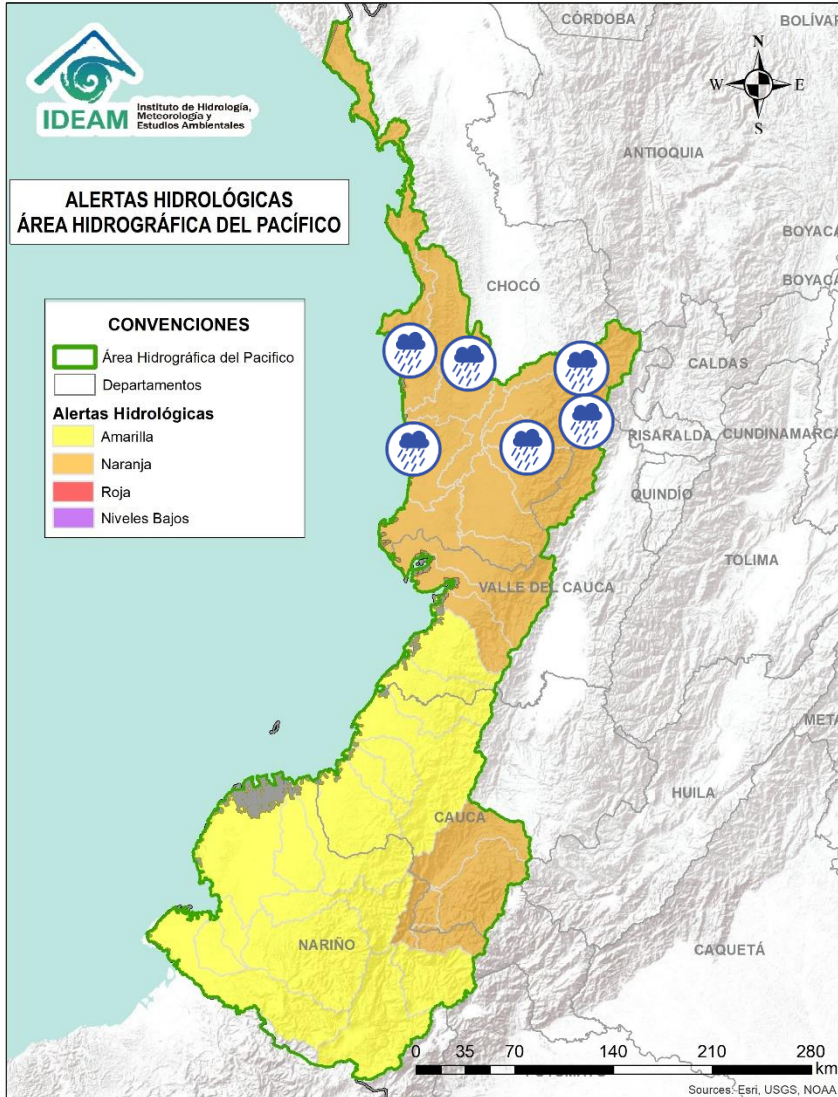 IDEAM
Instituto de Hidrología,
Meteorología y
Estudios Ambientales
ALERTAS HIDROLÓGICAS
ÁREA HIDROGRÁFICA DEL PACÍFICO
CONVENCIONES
Área Hidrográfica del Pacifico
Departamentos
Alertas Hidrológicas
Amarilla
Naranja
Roja
Niveles Bajos
CÓRDOBA
BOLÍVAR
N
W
E
S
ANTIOQUIA
BOYACÁ
CHOCÓ
BOYACÁ
CALDAS
RISARALDA
CUNDINAMARCA
QUINDÍO
TOLIMA
VALLE DEL CAUCA
META
HUILA
CAUCA
NARIÑO
CAQUETÁ
0 35 70 140 210 280
km
Sources: Esri, USGS, NOAA